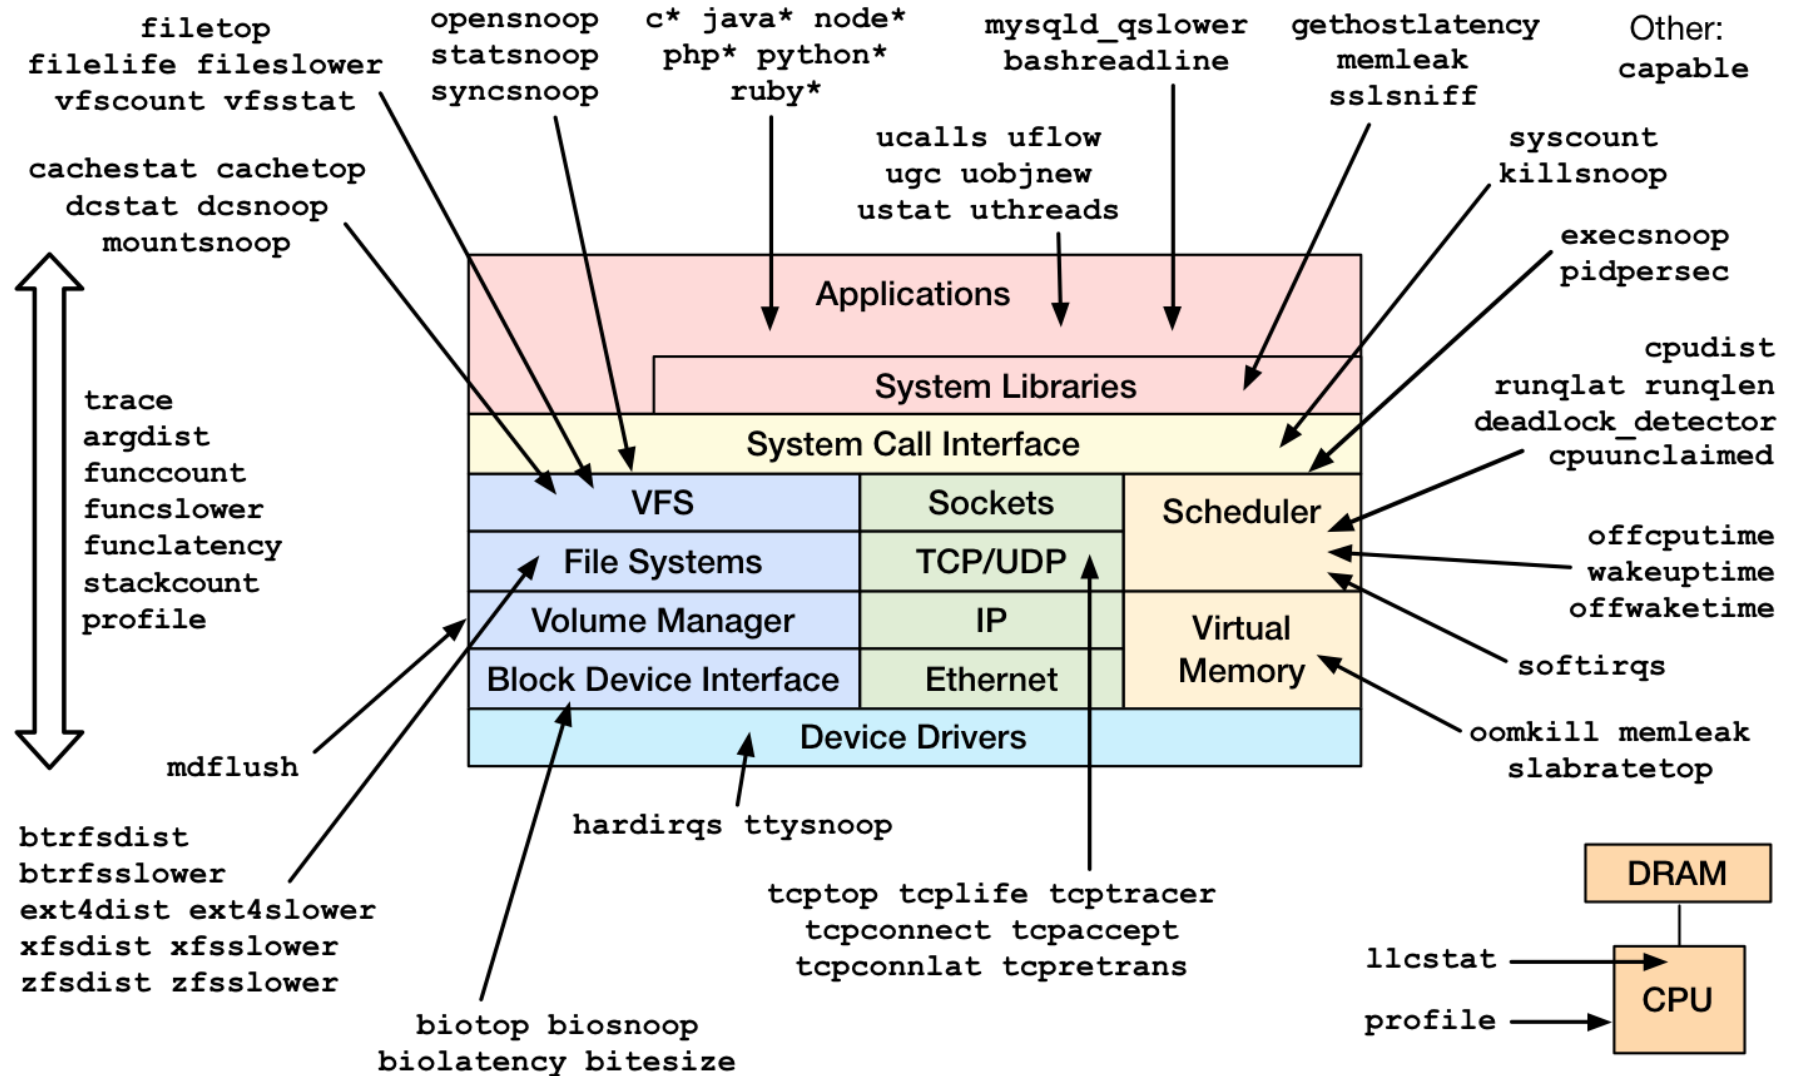 filetop
filelife fileslower
vfscount vfsstat
opensnoop
statsnoop
syncsnoop
c* java* node*
php* python*
ruby*
mysqld_qslower
bashreadline
gethostlatency
memleak
sslsniff
Other:
capable
cachestat cachetop
dcstat dcsnoop
mountsnoop
ucalls uflow
ugc uobjnew
ustat uthreads
syscount
killsnoop
execsnoop
pidpersec
Applications
System Libraries
System Call Interface
VFS
File Systems
Volume Manager
Block Device Interface
Sockets
TCP/UDP
IP
Ethernet
Scheduler
Virtual
Memory
Device Drivers
cpudist
runqlat runqlen
deadlock_detector
cpuunclaimed
offcputime
wakeuptime
offwaketime
softirqs
oomkill memleak
slabratetop
trace
argdist
funccount
funcslower
funclatency
stackcount
profile
mdflush
btrfsdist
btrfsslower
ext4dist ext4slower
xfsdist xfsslower
zfsdist zfsslower
hardirqs ttysnoop
biotop biosnoop
biolatency bitesize
tcptop tcplife tcptracer
tcpconnect tcpaccept
tcpconnlat tcpretrans
DRAM
llcstat
CPU
profile